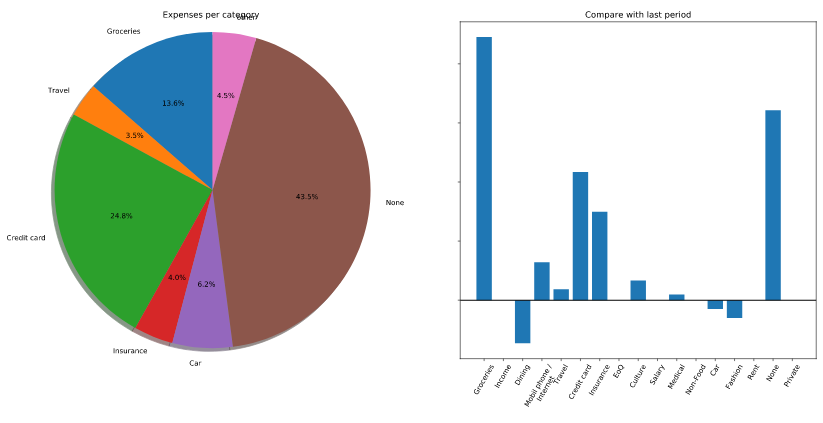 Expenses per category
Other
Groceries
Travel
Credit card
Insurance
Car
None
13.6%
3.5%
24.8%
4.0%
6.2%
43.5%
4.5%
Compare with last period
Groceries
Income
Dining
Mobil phone /
Internet
Travel
Credit card
Insurance
EoQ
Culture
Salary
Medical
Non-Food
Car
Fashion
Rent
None
Private